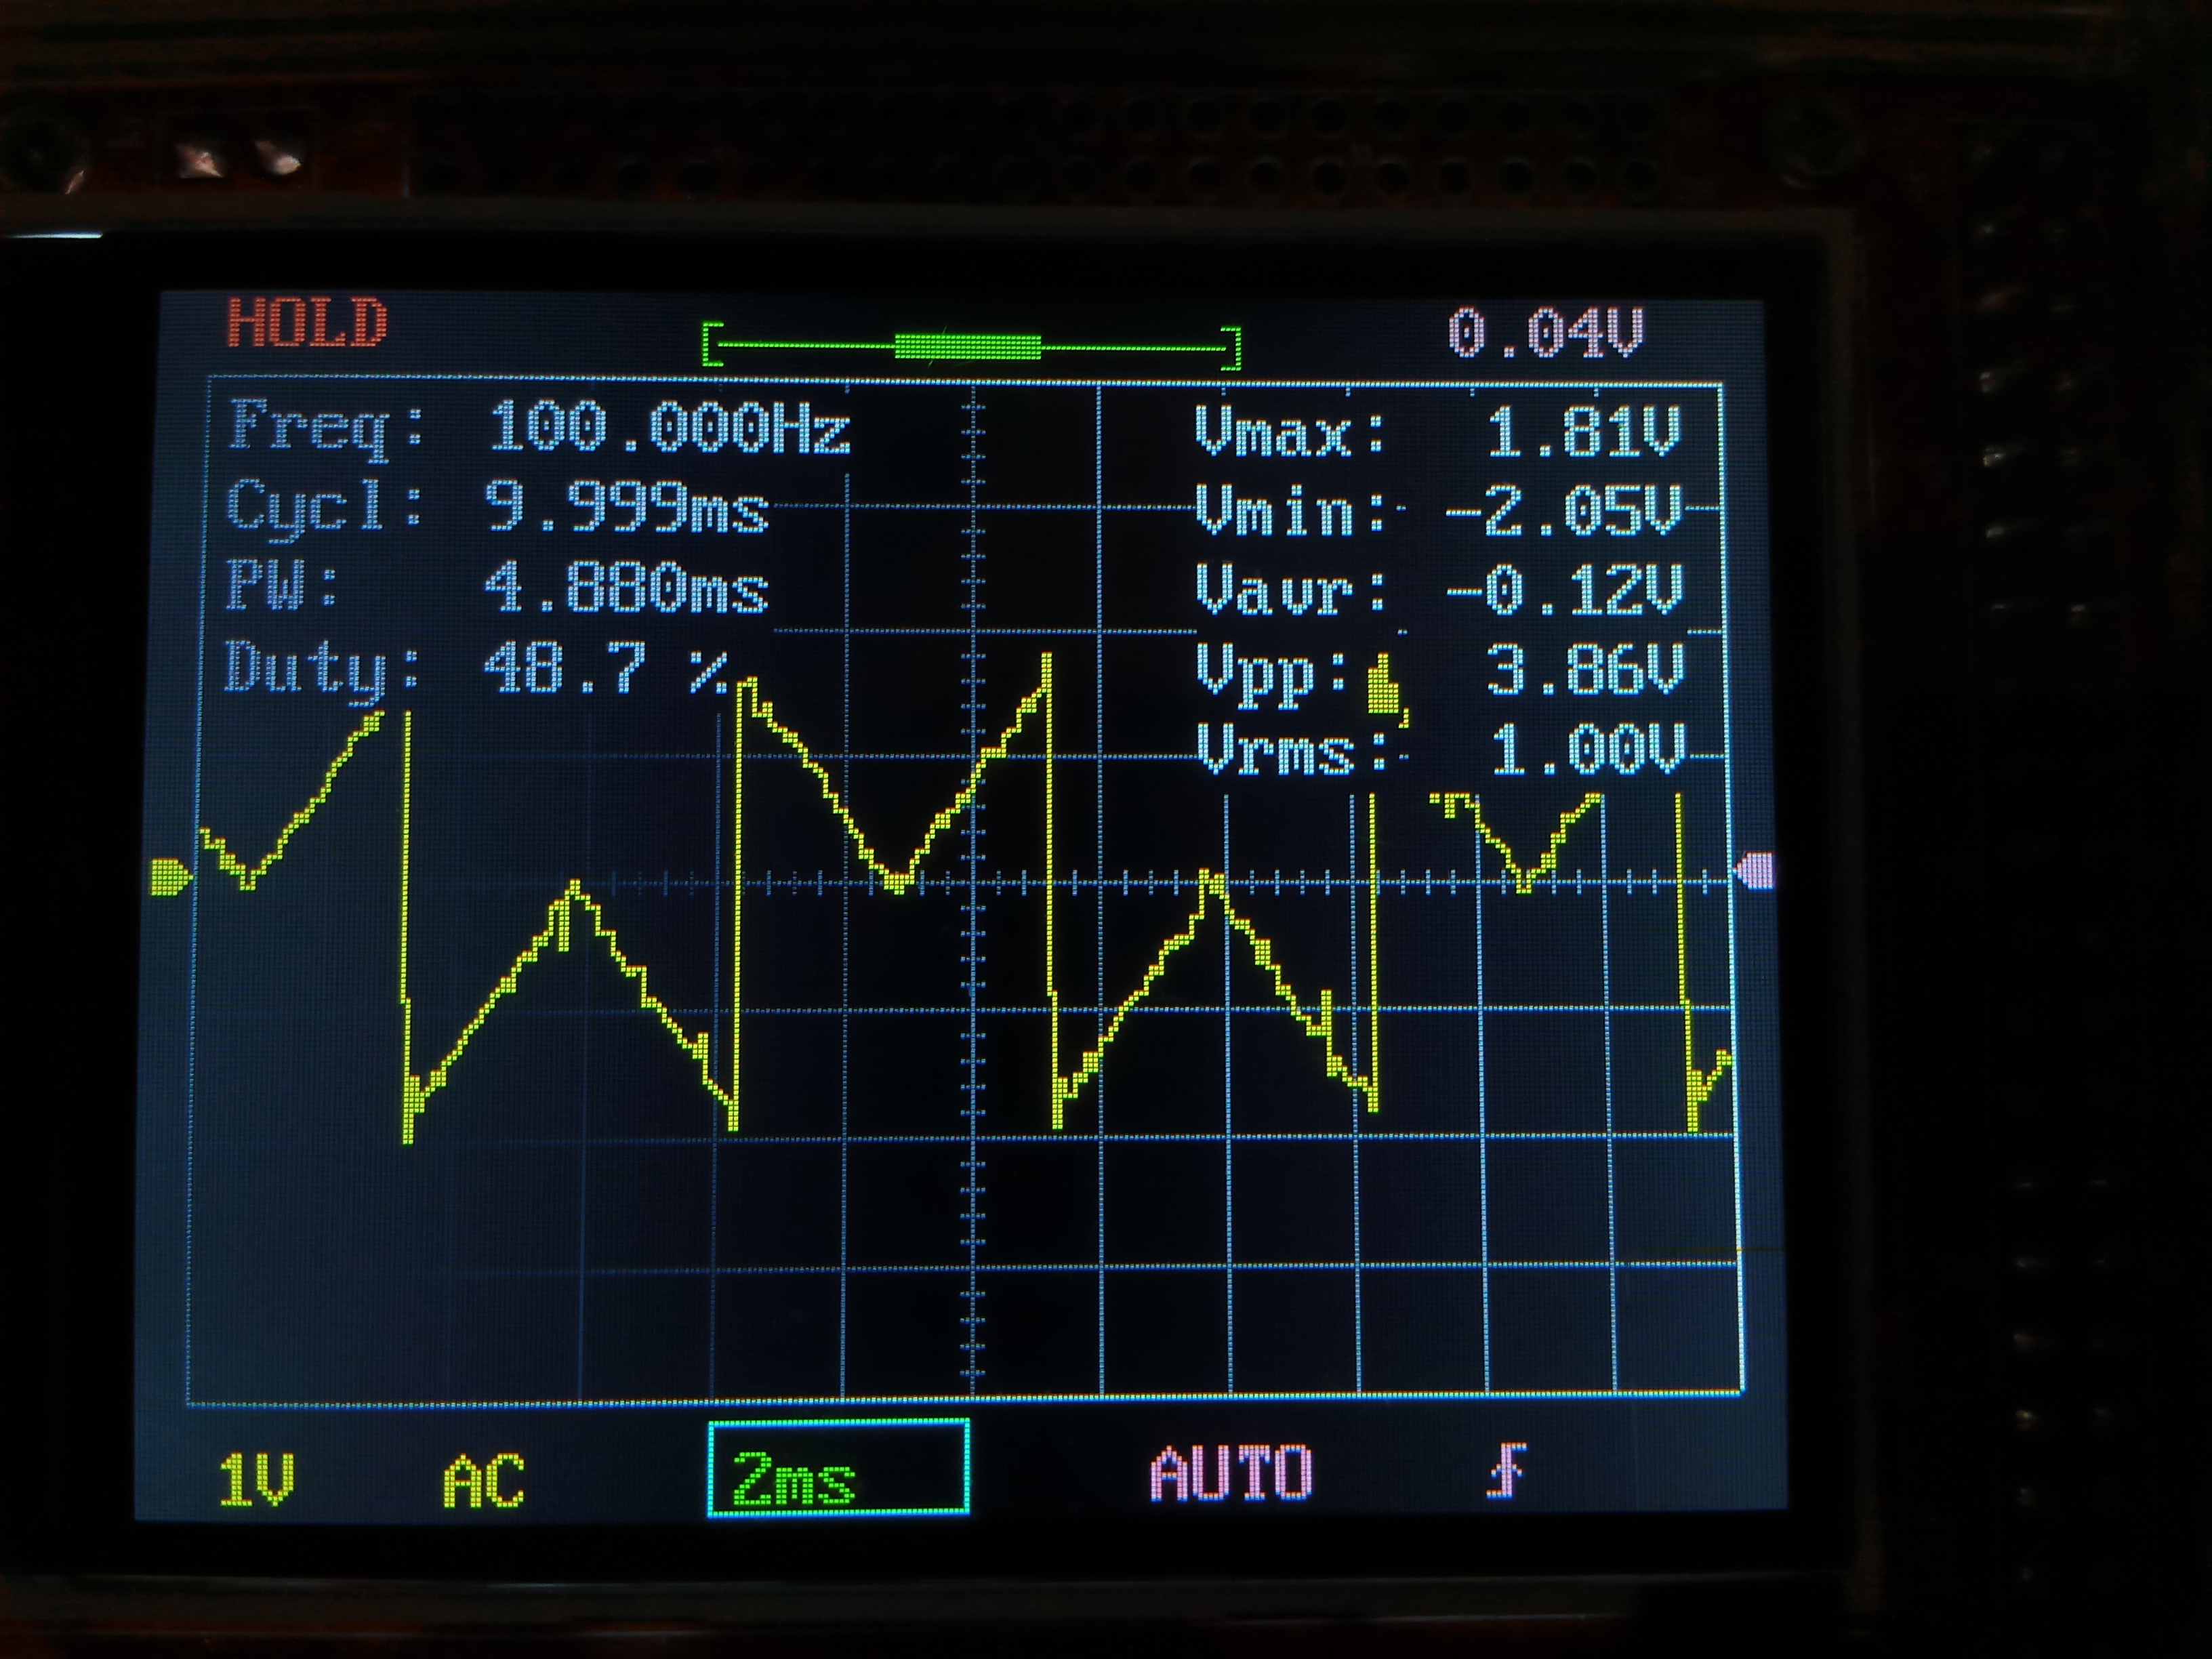 HOLD 0.04V
Freq: 100.000Hz Vmax: 1.81V
Cycl: 9.999ms Vmin: -2.05V
PW: 4.880ms Vavr: -0.12V
Duty: 48.7 % Vpp: 3.86V
Vrms: 1.00V
1V AC 2ms AUTO